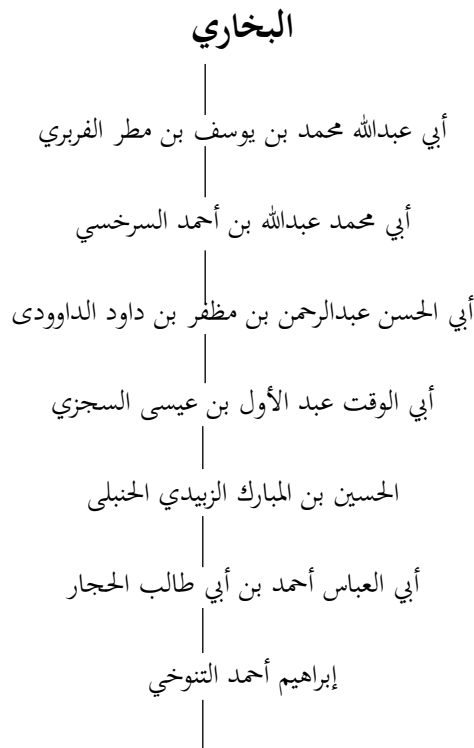 البخاري
أبي عبدالله محمد بن يوسف بن مطر الفربري
أبي محمد عبدالله بن أحمد السرخسي
أبي الحسن عبدالرحمن بن مظفر بن داود الداوودى
أبي الوقت عبد الأول بن عيسى السجزي
الحسين بن المبارك الزبيدي الحنبلى
أبي العباس أحمد بن أبي طالب الحجار
إبراهيم أحمد التنوخي